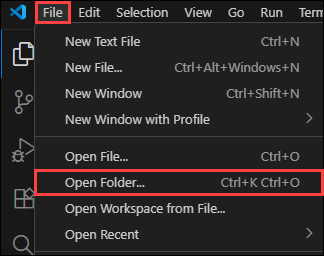 File Edit Selection View Go Run Term
New Text File Ctrl+N
New File... Ctrl+Alt+Windows+N
New Window Ctrl+Shift+N
New Window with Profile
Open File... Ctrl+O
Open Folder... Ctrl+K Ctrl+O
Open Workspace from File...
Open Recent